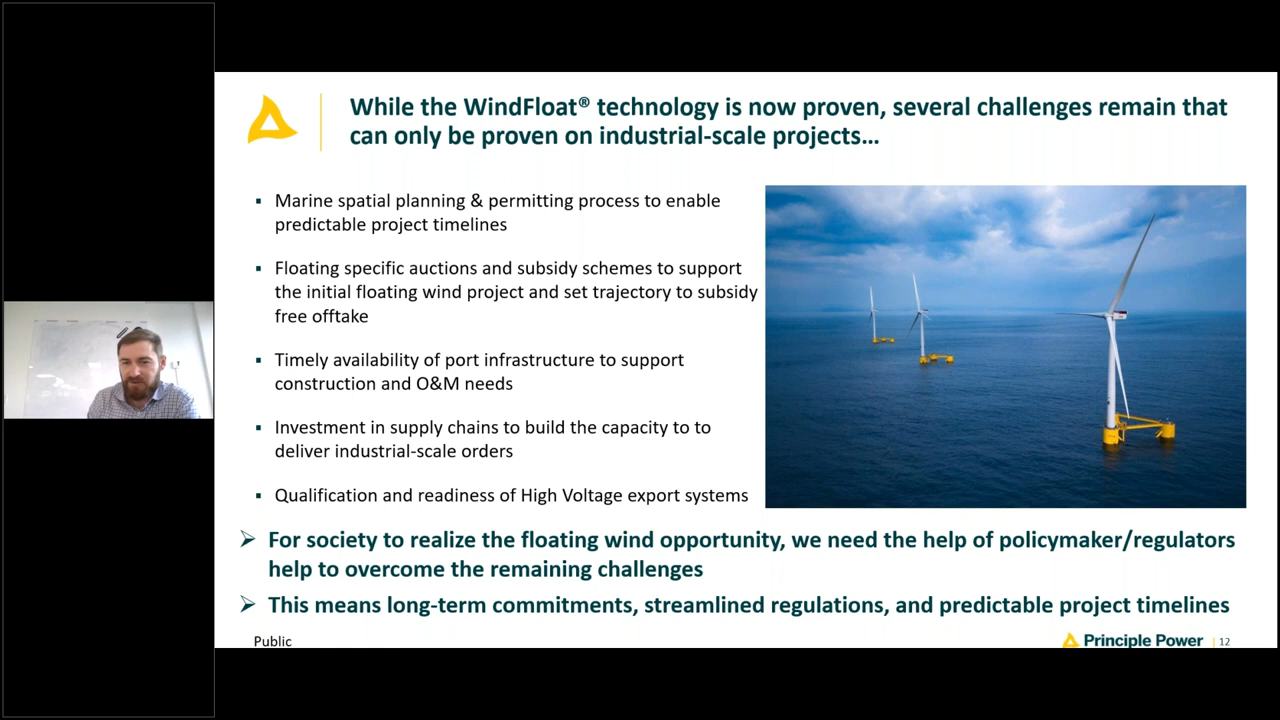 While the WindFloat® technology is now proven, several challenges remain that
can only be proven on industrial-scale projects…
▪ Marine spatial planning & permitting process to enable
predictable project timelines
▪ Floating specific auctions and subsidy schemes to support
the initial floating wind project and set trajectory to subsidy
free offtake
▪ Timely availability of port infrastructure to support
construction and O&M needs
▪ Investment in supply chains to build the capacity to to
deliver industrial-scale orders
▪ Qualification and readiness of High Voltage export systems
➢ For society to realize the floating wind opportunity, we need the help of policymaker/regulators
help to overcome the remaining challenges
➢ This means long-term commitments, streamlined regulations, and predictable project timelines
Public
Principle Power | 12